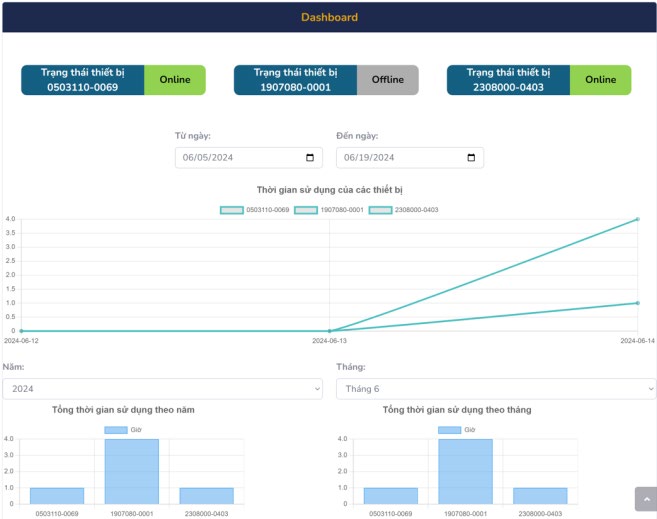 Dashboard
Trạng thái thiết bị
0503110-0069
Online
Trạng thái thiết bị
1907080-0001
Offline
Trạng thái thiết bị
2308000-0403
Online
Từ ngày:
Đến ngày:
06/05/2024
06/19/2024
Thời gian sử dụng của các thiết bị
0503110-0069 1907080-0001 2308000-0403
4.0
3.5
3.0
2.5
2.0
1.5
1.0
0.5
0
2024-06-12 2024-06-13 2024-06-14
Năm:
Tháng:
2024
Tháng 6
Tổng thời gian sử dụng theo năm
Giờ
4.0
3.0
2.0
1.0
0
0503110-0069 1907080-0001 2308000-0403
Tổng thời gian sử dụng theo tháng
Giờ
4.0
3.0
2.0
1.0
0
0503110-0069 1907080-0001 2308000-0403